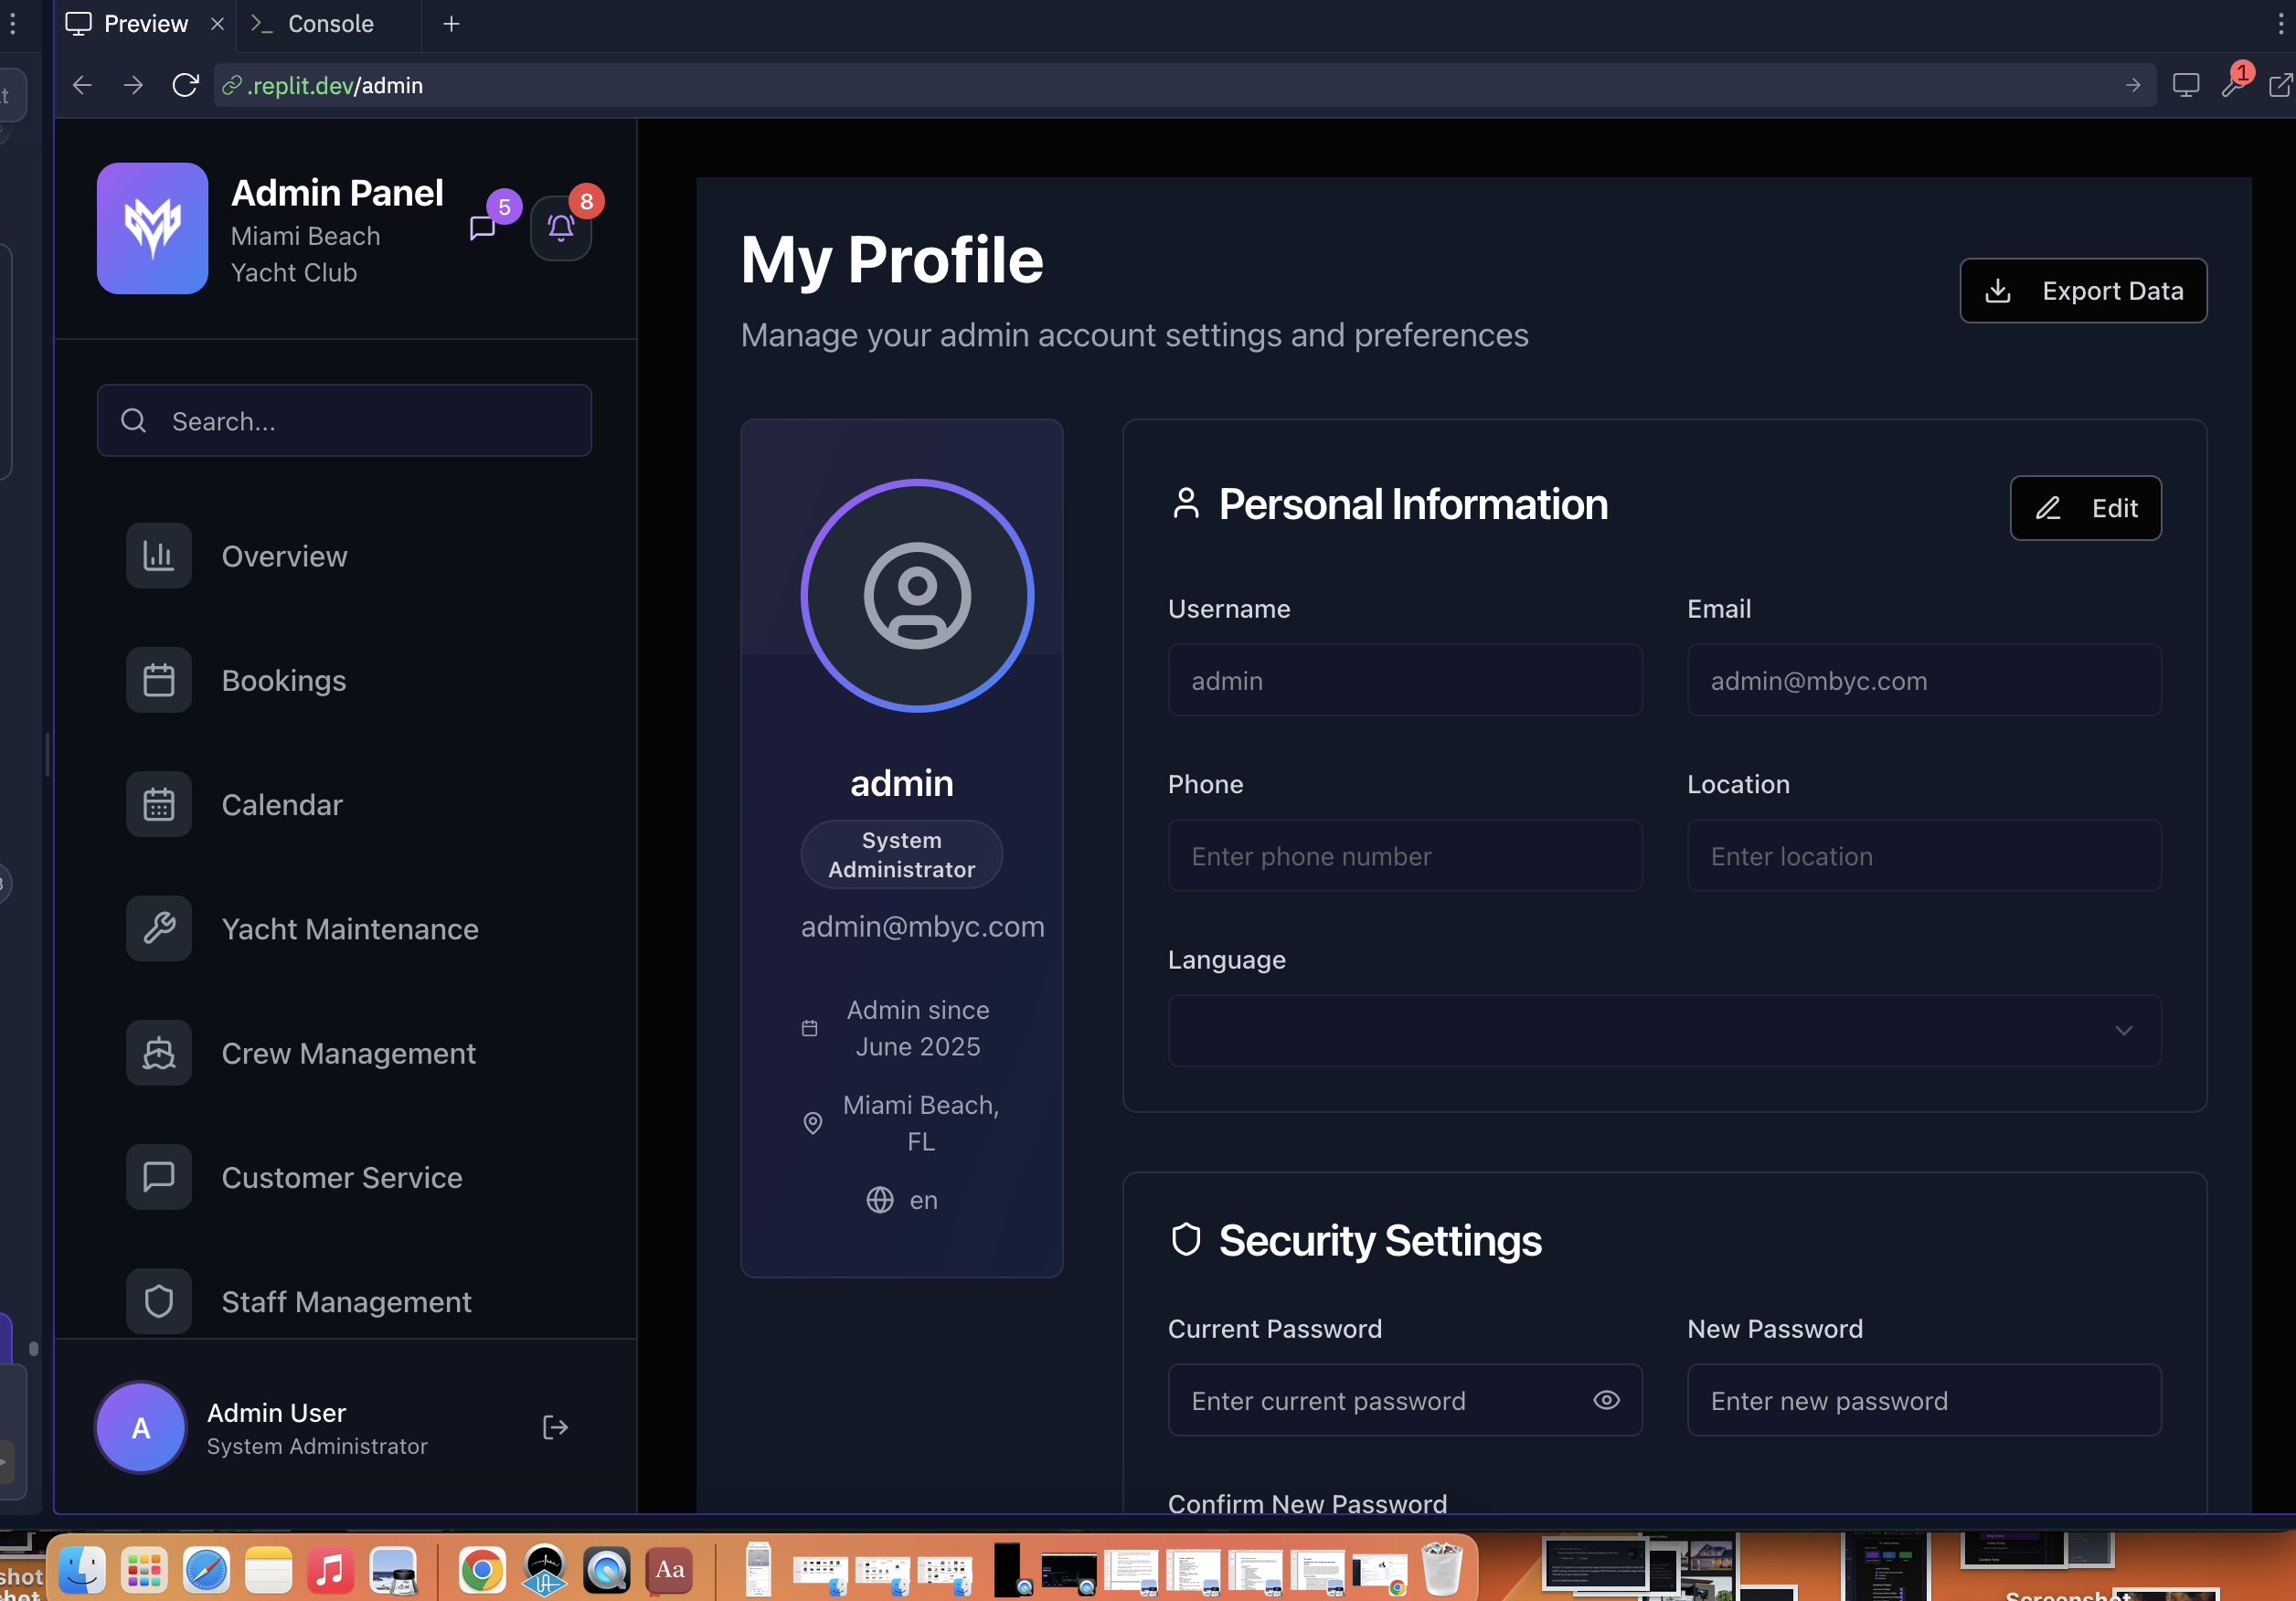 Preview
Console
.replit.dev/admin
1
Admin Panel
Miami Beach
Yacht Club
5
8
Search...
Overview
Bookings
Calendar
Yacht Maintenance
Crew Management
Customer Service
Staff Management
A
Admin User
System Administrator
My Profile
Manage your admin account settings and preferences
Export Data
admin
System
Administrator
admin@mbyc.com
Admin since
June 2025
Miami Beach,
FL
en
Personal Information
Edit
Username
Email
admin
admin@mbyc.com
Phone
Location
Enter phone number
Enter location
Language
Security Settings
Current Password
New Password
Enter current password
Enter new password
Confirm New Password
Aa
Screenshot